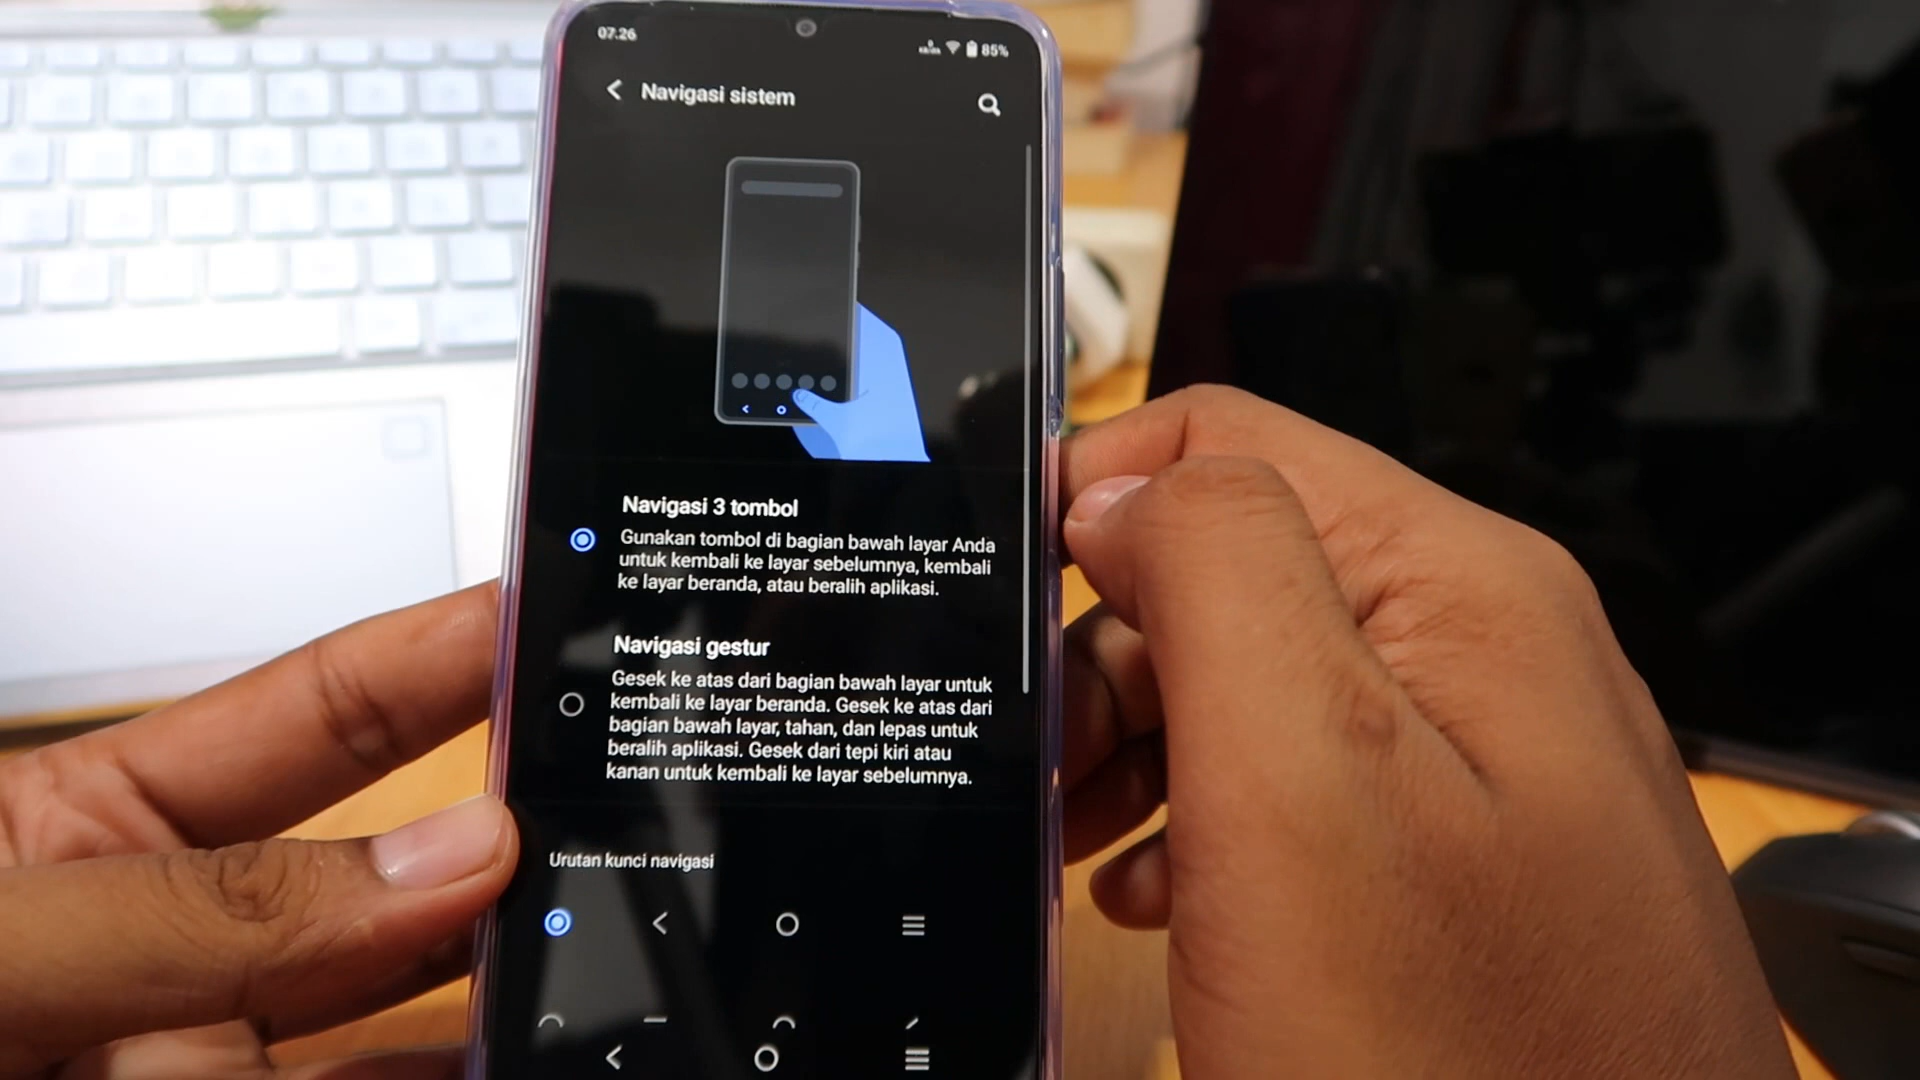 07.26
85%
Navigasi sistem
Navigasi 3 tombol
Gunakan tombol di bagian bawah layar Anda
untuk kembali ke layar sebelumnya, kembali
ke layar beranda, atau beralih aplikasi.
Navigasi gestur
Gesek ke atas dari bagian bawah layar untuk
kembali ke layar beranda. Gesek ke atas dari
bagian bawah layar, tahan, dan lepas untuk
beralih aplikasi. Gesek dari tepi kiri atau
kanan untuk kembali ke layar sebelumnya.
Urutan kunci navigasi